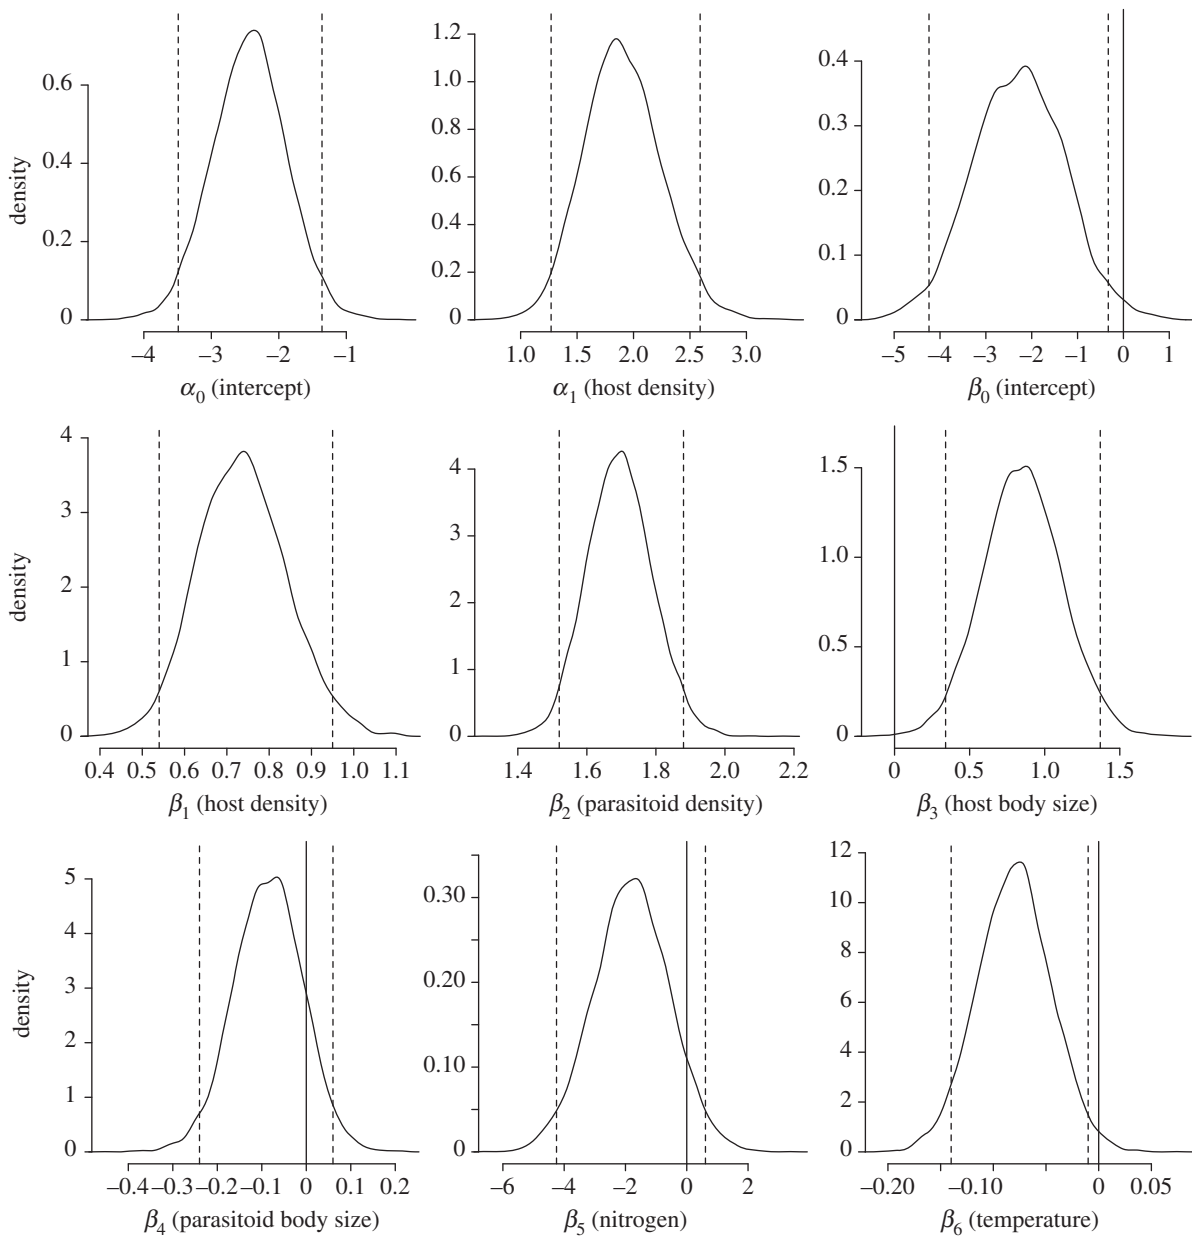 density
0.6
0.4
0.2
0
–4 –3 –2 –1
α0 (intercept)
1.2
1.0
0.8
0.6
0.4
0.2
0
1.0 1.5 2.0 2.5 3.0
α1 (host density)
0.4
0.3
0.2
0.1
0
–5 –4 –3 –2 –1 0 1
β0 (intercept)
density
4
3
2
1
0
0.4 0.5 0.6 0.7 0.8 0.9 1.0 1.1
β1 (host density)
4
3
2
1
0
1.4 1.6 1.8 2.0 2.2
β2 (parasitoid density)
1.5
1.0
0.5
0
0 0.5 1.0 1.5
β3 (host body size)
density
5
4
3
2
1
0
–0.4 –0.3 –0.2 –0.1 0 0.1 0.2
β4 (parasitoid body size)
0.30
0.20
0.10
0
–6 –4 –2 0 2
β5 (nitrogen)
12
10
8
6
4
2
0
–0.20 –0.10 0 0.05
β6 (temperature)